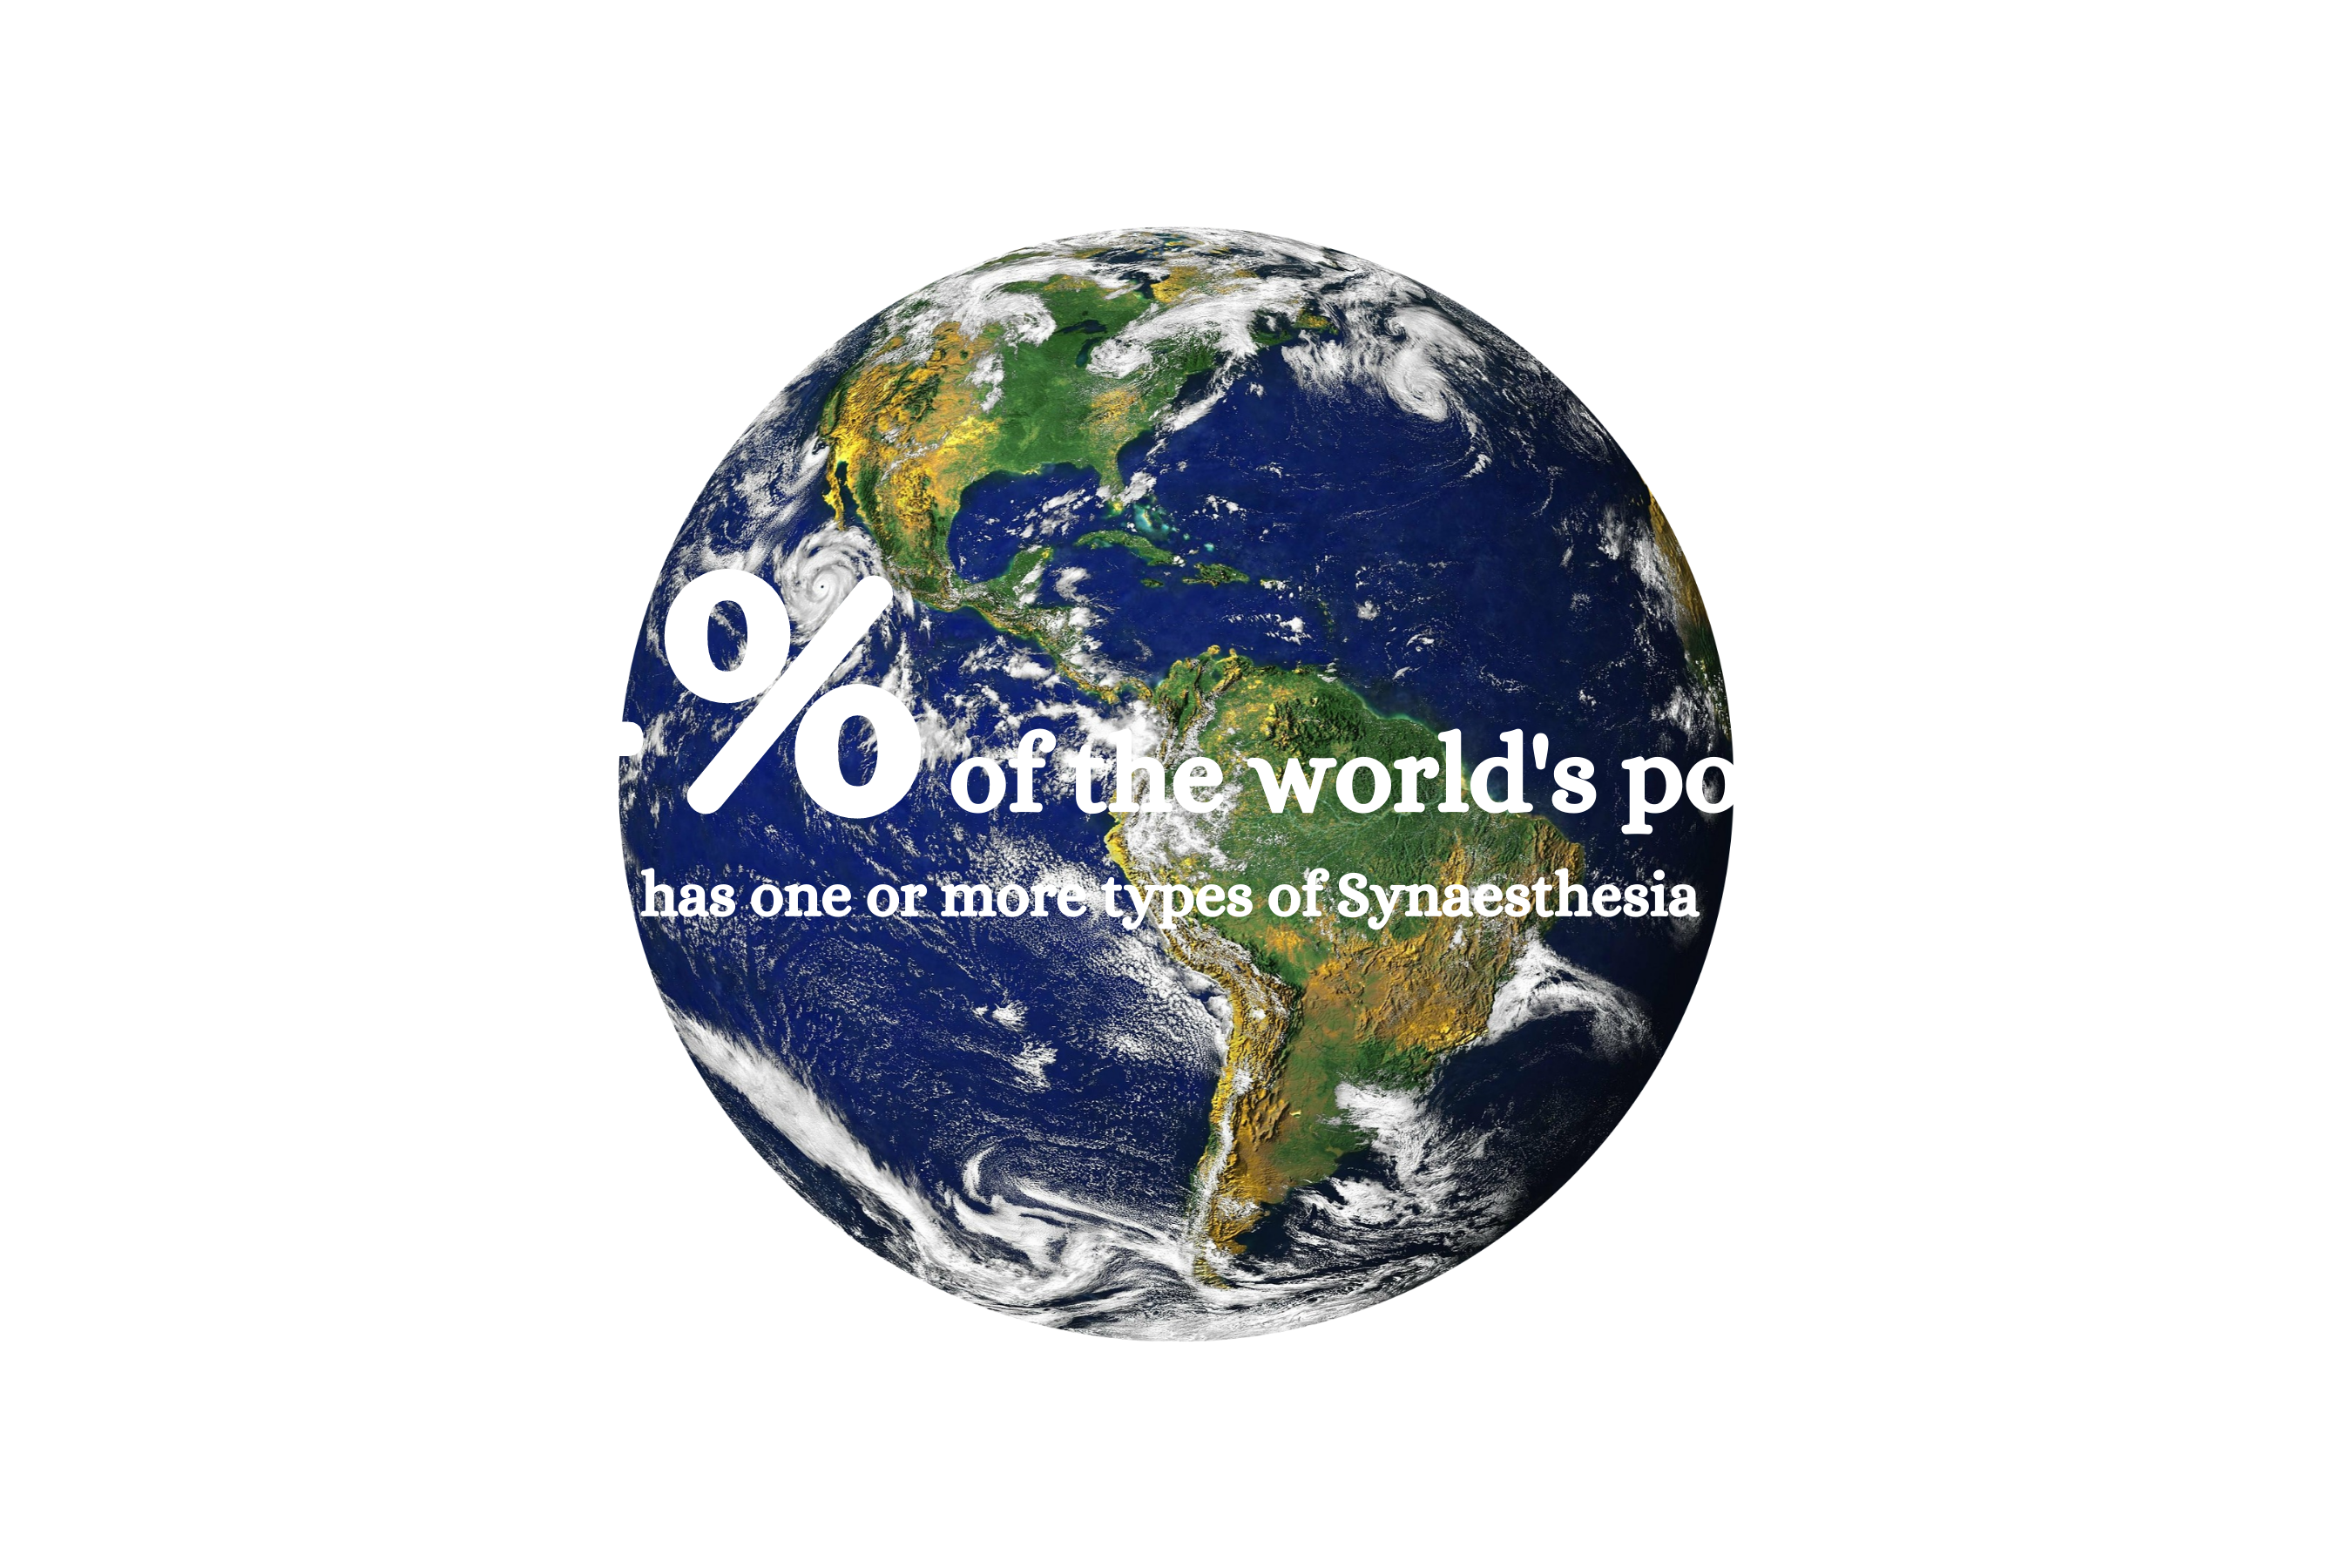 % of the world's po
has one or more types of Synaesthesia